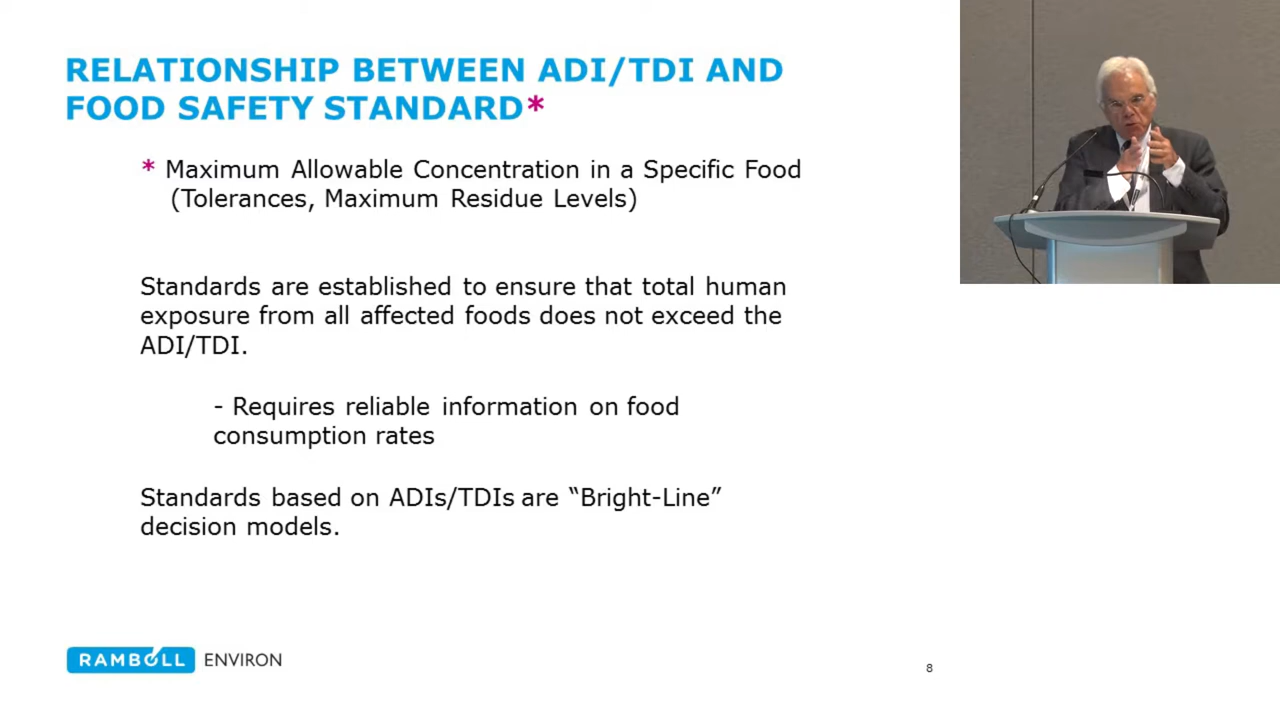 RELATIONSHIP BETWEEN ADI/TDI AND
FOOD SAFETY STANDARD*
* Maximum Allowable Concentration in a Specific Food
(Tolerances, Maximum Residue Levels)
Standards are established to ensure that total human
exposure from all affected foods does not exceed the
ADI/TDI.
- Requires reliable information on food
consumption rates
Standards based on ADIs/TDIs are “Bright-Line”
decision models.
RAMBOLL ENVIRON
8